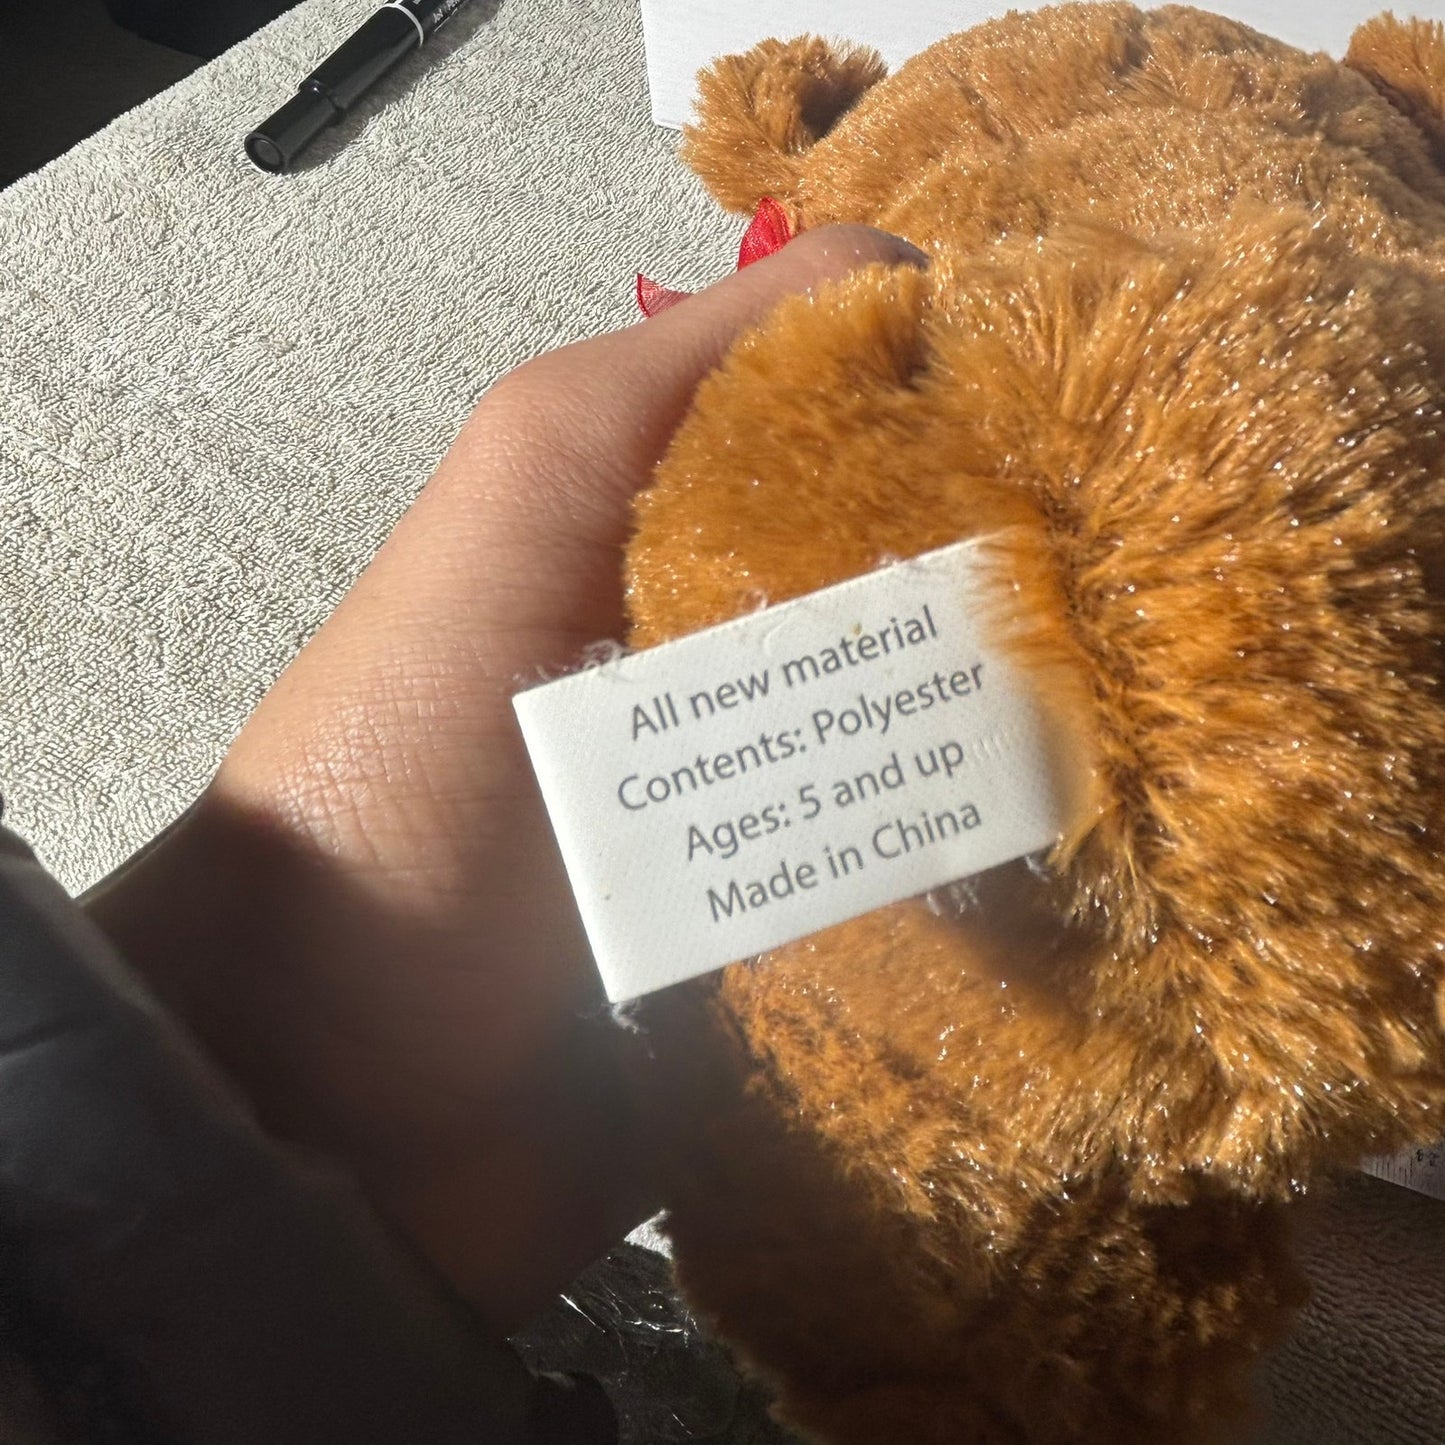 All new material
Contents: Polyester
Ages: 5 and up
Made in China